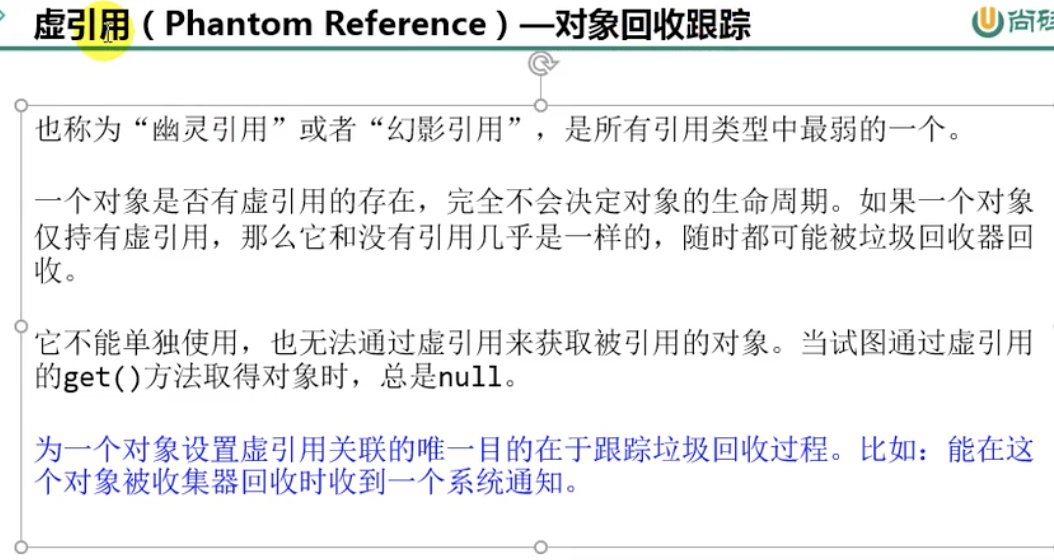 虚引用（Phantom Reference）—对象回收跟踪
尚硅
也称为“幽灵引用”或者“幻影引用”，是所有引用类型中最弱的一个。
一个对象是否有虚引用的存在，完全不会决定对象的生命周期。如果一个对象
仅持有虚引用，那么它和没有引用几乎是一样的，随时都可能被垃圾回收器回
收。
它不能单独使用，也无法通过虚引用来获取被引用的对象。当试图通过虚引用
的get()方法取得对象时，总是null。
为一个对象设置虚引用关联的唯一目的在于跟踪垃圾回收过程。比如：能在这
个对象被收集器回收时收到一个系统通知。